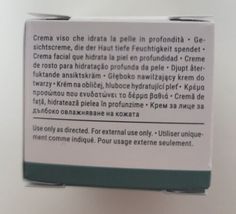 Crema viso che idrata la pelle in profondità • Ge-
sichtscreme, die der Haut tiefe Feuchtigkeit spendet •
Crema facial que hidrata la piel en profundidad • Creme
de rosto para hidratação profunda da pele • Djupt åter-
fuktande ansiktskräm • Głęboko nawilżający krem do
twarzy • Krém na obličej, hluboce hydratující pleť • Κρέμα
προσώπου που ενυδατώνει το δέρμα βαθιά • Cremă de
față, hidratează pielea în profunzime • Крем за лице за
дълбоко овлажняване на кожата
Use only as directed. For external use only. • Utiliser unique-
ment comme indiqué. Pour usage externe seulement.